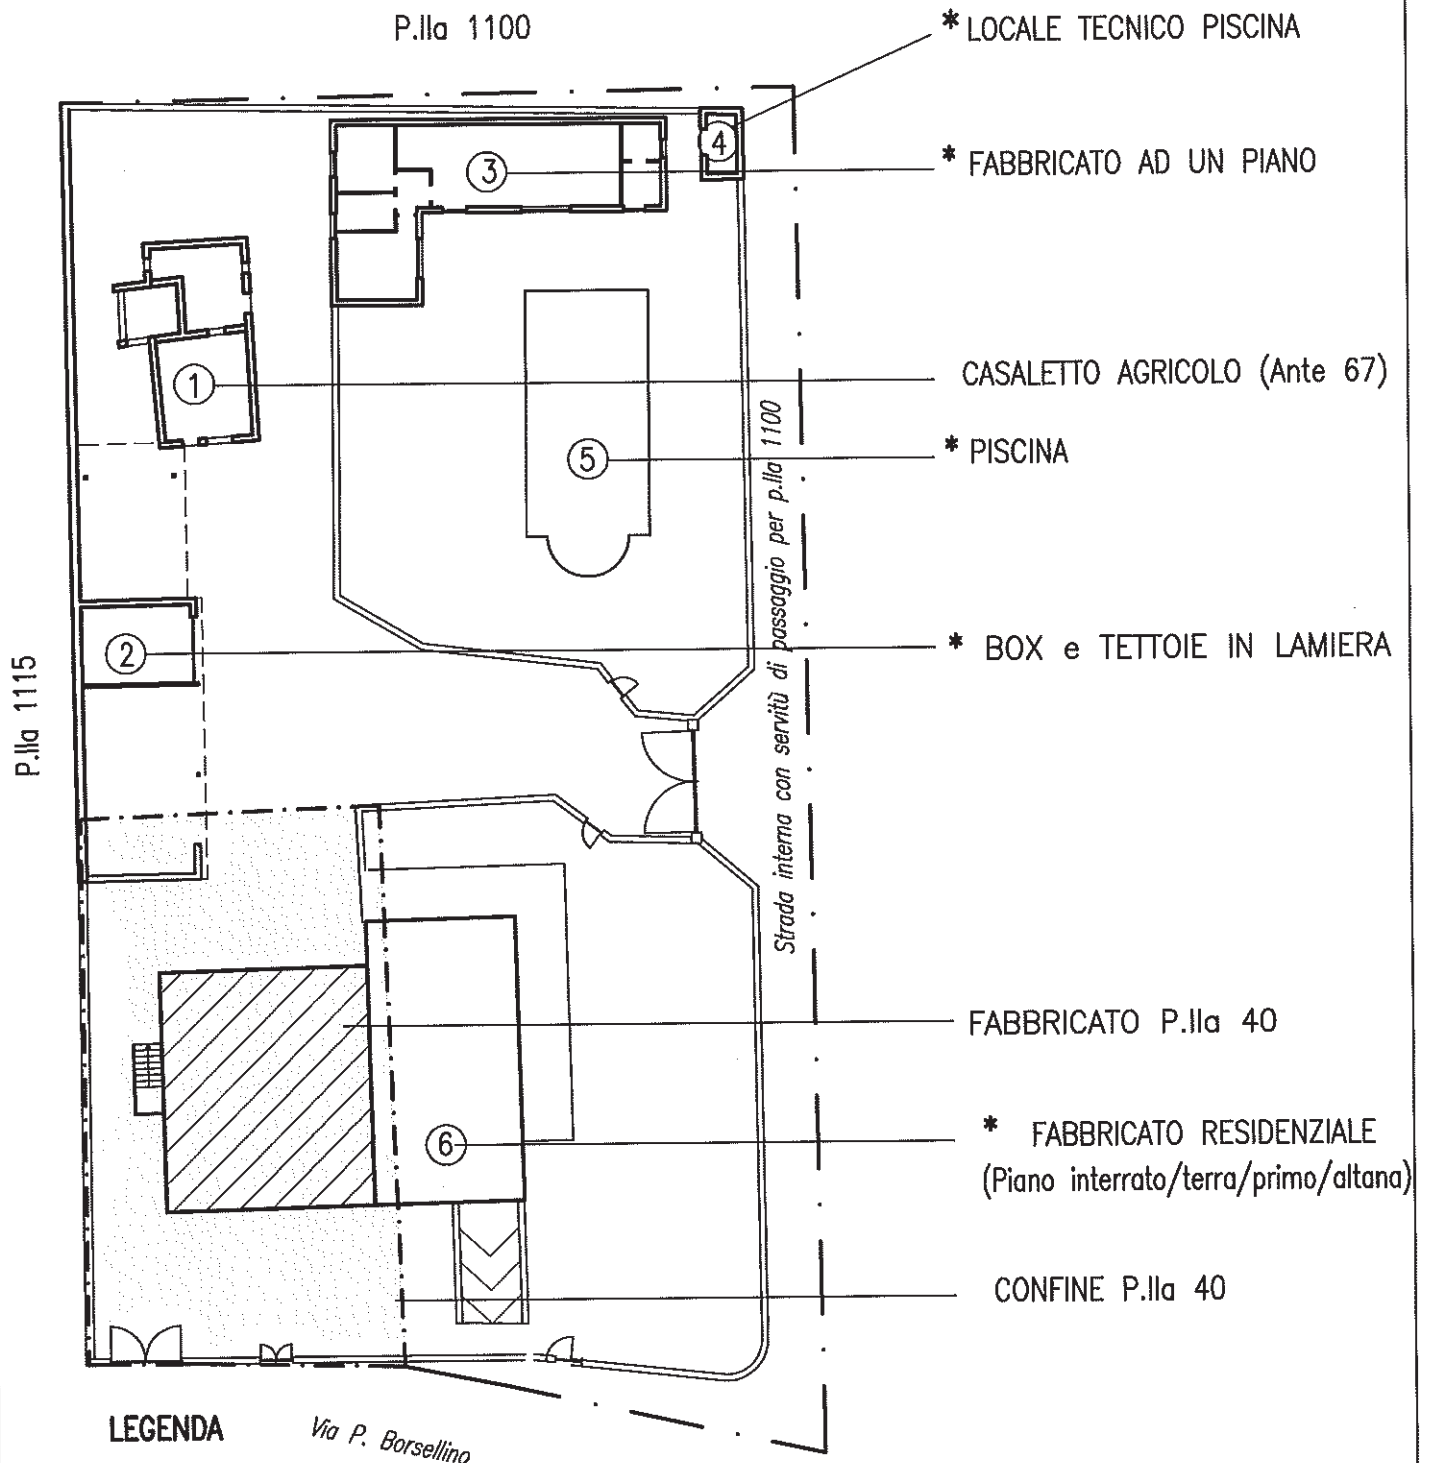 P.lla 1100
* LOCALE TECNICO PISCINA
4
* FABBRICATO AD UN PIANO
3
CASALETTO AGRICOLO (Ante 67)
1
* PISCINA
5
Strada interna con servitù di passaggio per p.lla 1100
* BOX e TETTOIE IN LAMIERA
2
P.lla 1115
FABBRICATO P.lla 40
* FABBRICATO RESIDENZIALE
(Piano interrato/terra/primo/altana)
6
CONFINE P.lla 40
LEGENDA
Via P. Borsellino